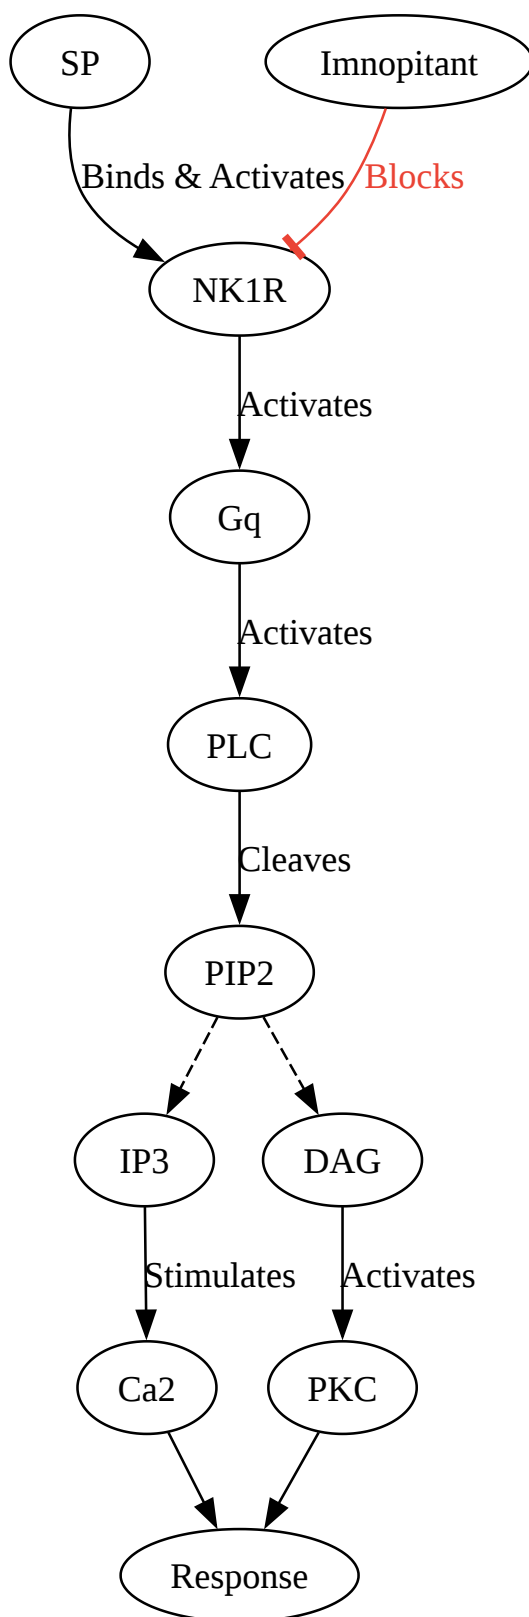 SP
Imnopitant
Binds & Activates
Blocks
NK1R
Activates
Gq
Activates
PLC
Cleaves
PIP2
IP3
DAG
Stimulates
Activates
Ca2
PKC
Response